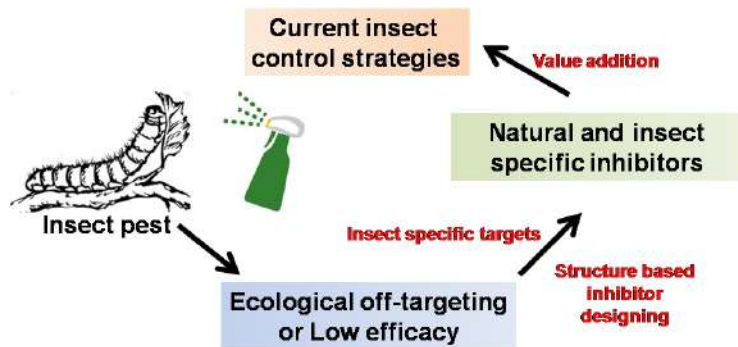 Current insect
control strategies
Value addition
Natural and insect
specific inhibitors
Insect pest
Insect specific targets
Structure based
inhibitor
designing
Ecological off-targeting
or Low efficacy